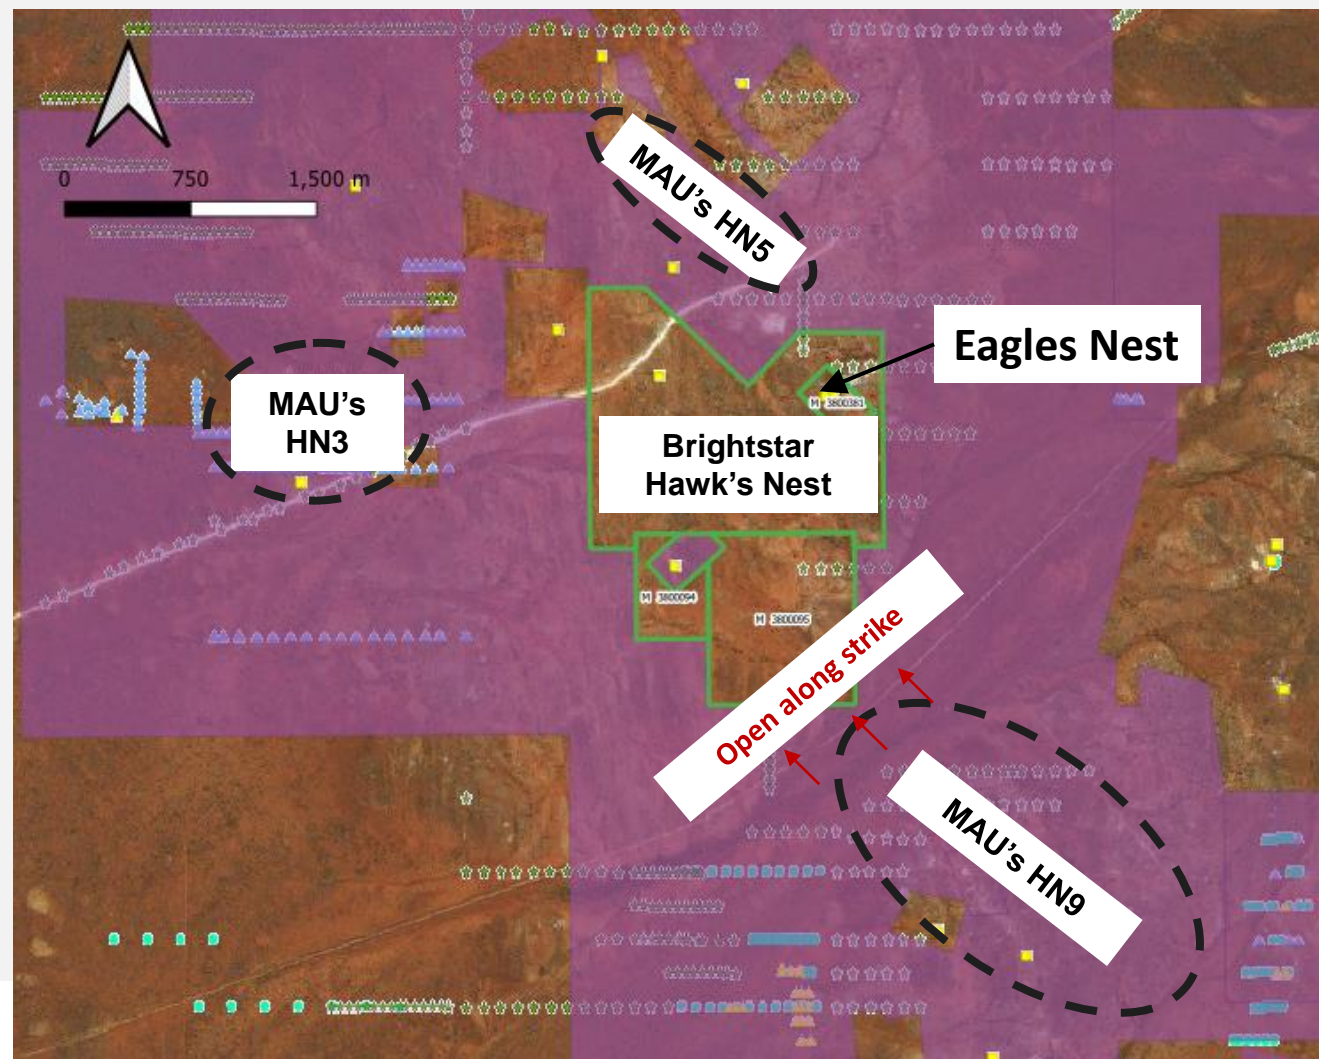 0 750 1,500 m
MAU's HN5
Eagles Nest
M 3800381
MAU's
HN3
Brightstar
Hawk's Nest
M 3800094
M 3800095
Open along strike
MAU's HN9